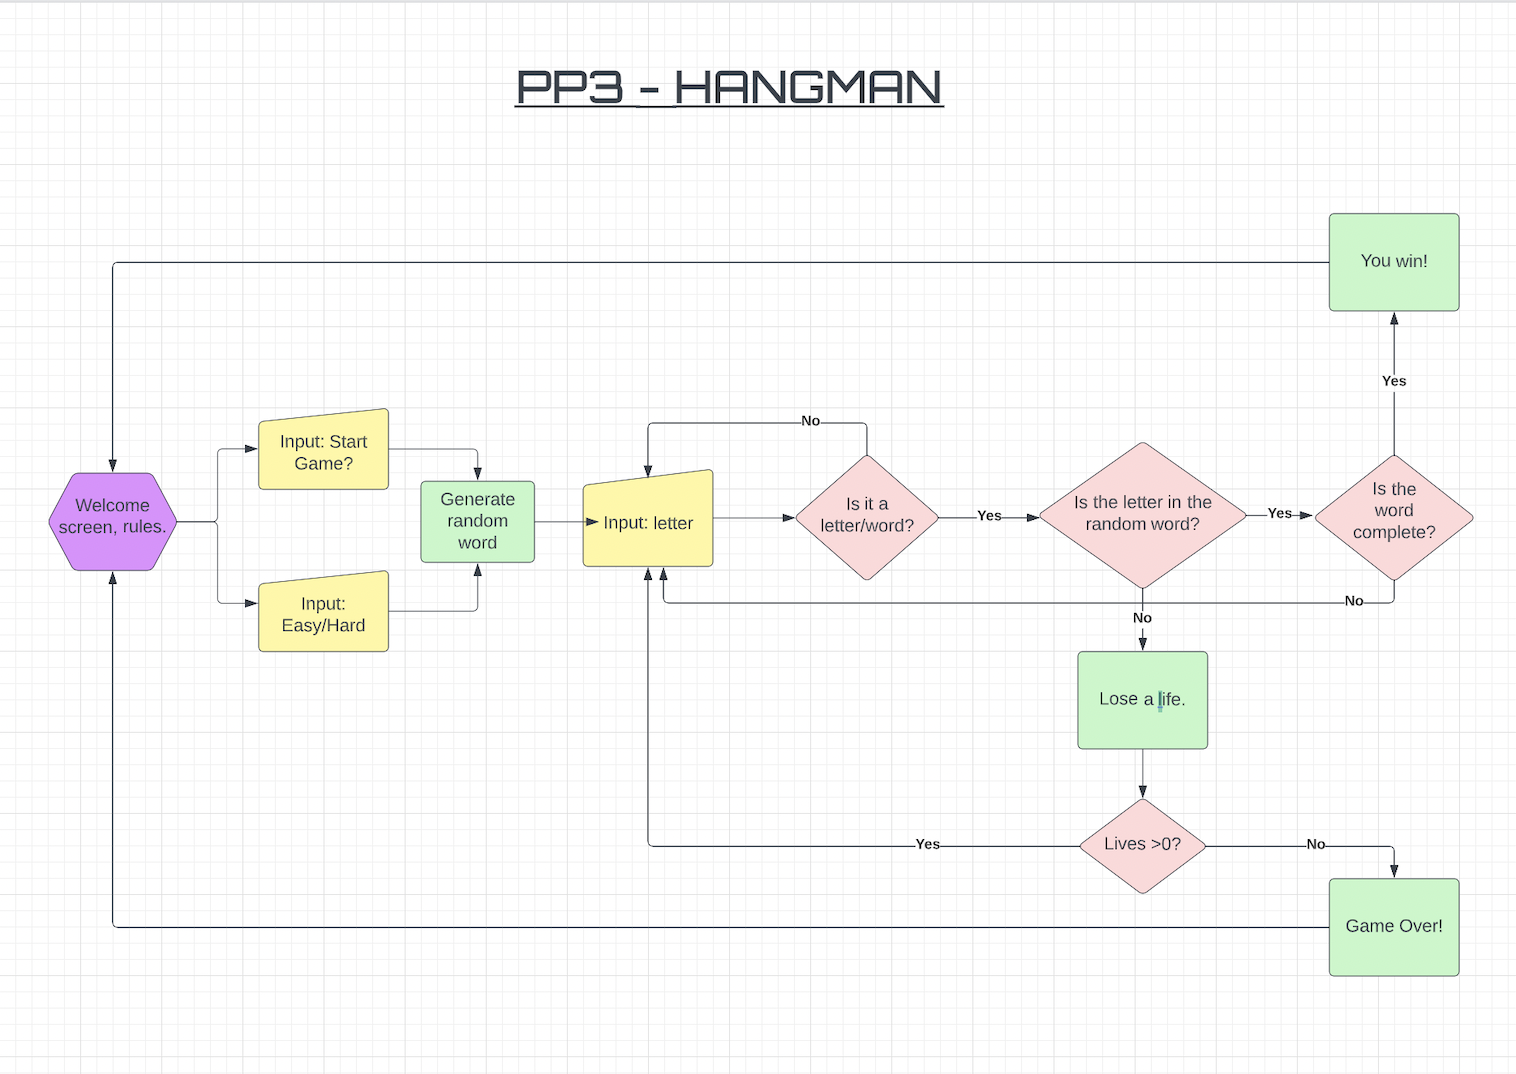 PP3 - HANGMAN
You win!
Yes
No
Input: Start
Game?
Welcome
screen, rules.
Generate
random
word
Input: letter
Is it a
letter/word?
Yes
Is the letter in the
random word?
Yes
Is the
word
complete?
Input:
Easy/Hard
No
No
Lose a life.
Lives >0?
Yes
No
Game Over!